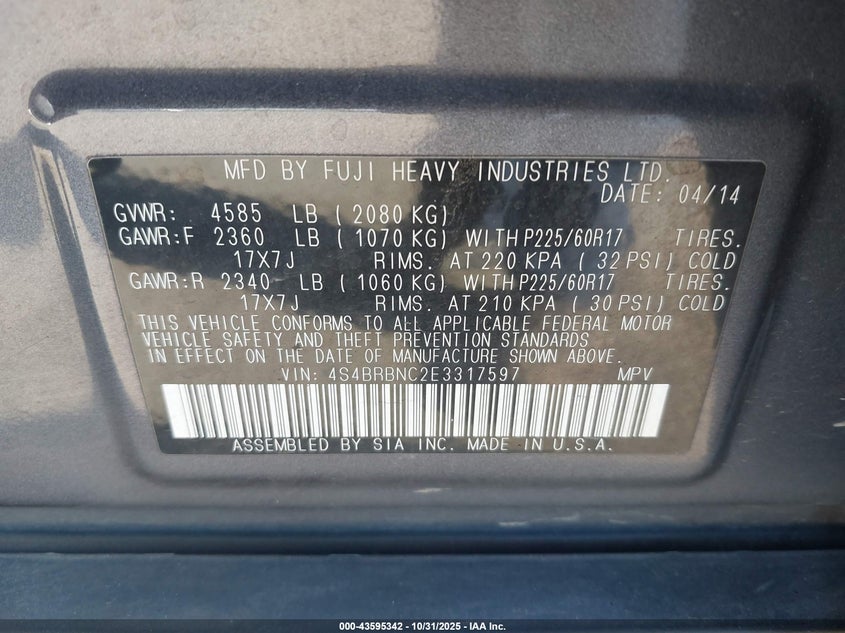 MFD BY FUJI HEAVY INDUSTRIES LTD.
DATE: 04/14
GVWR: 4585 LB ( 2080 KG)
GAWR:F 2360 LB ( 1070 KG) WITH P225/60R17 TIRES.
17X7J RIMS. AT 220 KPA ( 32 PSI) COLD
GAWR:R 2340 LB ( 1060 KG) WITH P225/60R17 TIRES.
17X7J RIMS. AT 210 KPA ( 30 PSI) COLD
THIS VEHICLE CONFORMS TO ALL APPLICABLE FEDERAL MOTOR
VEHICLE SAFETY AND THEFT PREVENTION STANDARDS
IN EFFECT ON THE DATE OF MANUFACTURE SHOWN ABOVE.
VIN: 4S4BRBNC2E3317597 MPV
ASSEMBLED BY SIA INC. MADE IN U.S.A.
000-43595342 - 10/31/2025 - IAA Inc.